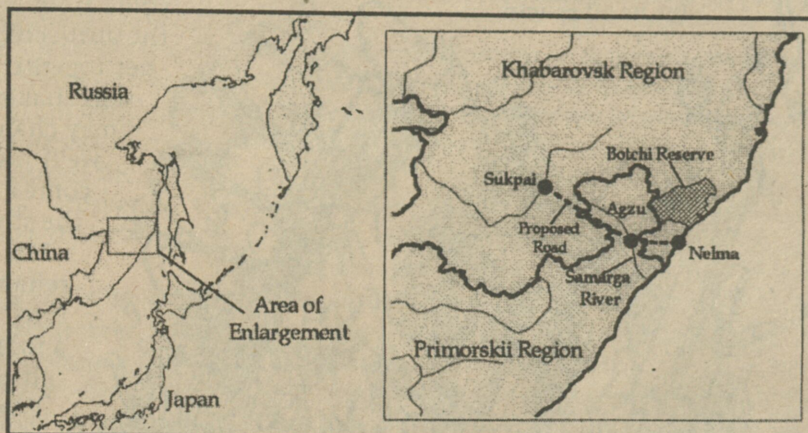 Russia
China
Area of
Enlargement
Japan
Khabarovsk Region
Botchi Reserve
Sukpai
Agzu
Proposed
Road
Nelma
Samarga
River
Primorskii Region